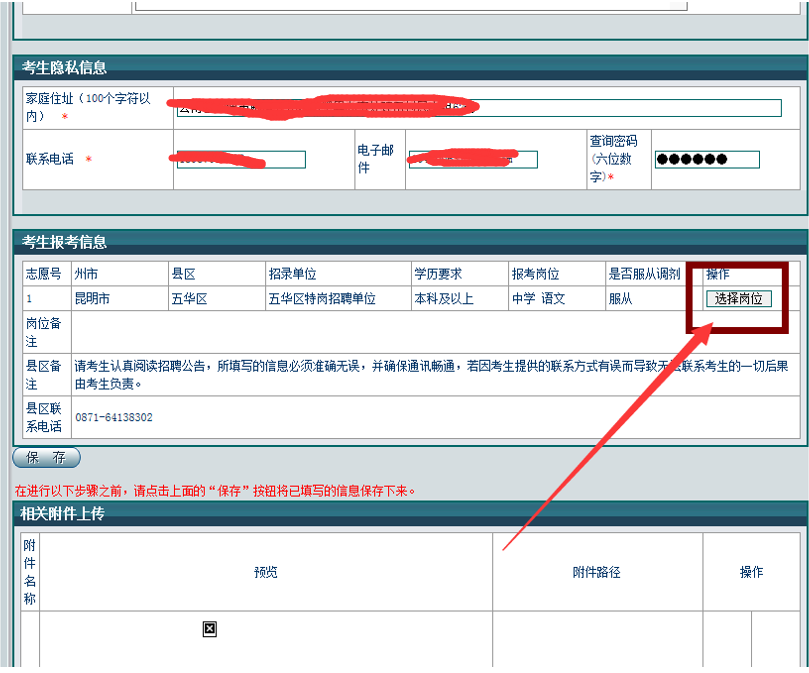 考生隐私信息
家庭住址（100个字符以
内） *
联系电话 *
电子邮
件
查询密码
(六位数
字)*
●●●●●●
考生报考信息
志愿号 州市 县区 招录单位 学历要求 报考岗位 是否服从调剂 操作
1 昆明市 五华区 五华区特岗招聘单位 本科及以上 中学 语文 服从 选择岗位
岗位备
注
县区备
注
请考生认真阅读招聘公告，所填写的信息必须准确无误，并确保通讯畅通，若因考生提供的联系方式有误而导致无法联系考生的一切后果
由考生负责。
县区联
系电话
0871-64138302
保 存
在进行以下步骤之前，请点击上面的“保存”按钮将已填写的信息保存下来。
相关附件上传
附
件
名
称
预览 附件路径 操作